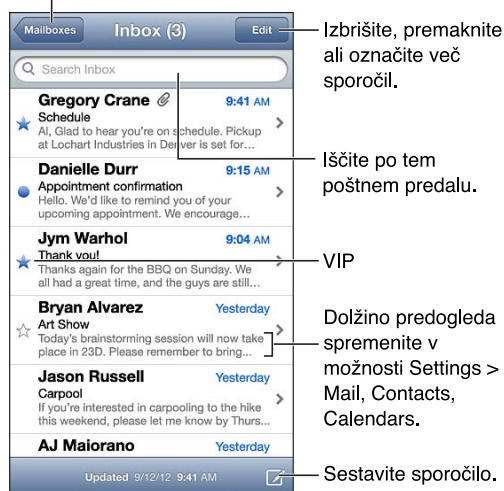 Mailboxes
Inbox (3)
Edit
Search Inbox
Gregory Crane
9:41 AM
Schedule
Al, Glad to hear you're on schedule. Pickup
at Lochart Industries in Denver is set for...
Danielle Durr
9:15 AM
Appointment confirmation
Hello. We'd like to remind you of your
upcoming appointment. We encourage...
Jym Warhol
9:04 AM
Thank you!
Thanks again for the BBQ on Sunday. We
all had a great time, and the guys are still...
Bryan Alvarez
Yesterday
Art Show
Today's brainstorming session will now take
place in 23D. Please remember to bring...
Jason Russell
Yesterday
Carpool
If you're interested in carpooling to the hike
this weekend, please let me know by Thurs...
AJ Maiorano
Yesterday
Updated 9/12/12 9:41 AM
Izbrišite, premaknite
ali označite več
sporočil.
Iščite po tem
poštnem predalu.
VIP
Dolžino predogleda
spremenite v
možnosti Settings >
Mail, Contacts,
Calendars.
Sestavite sporočilo.